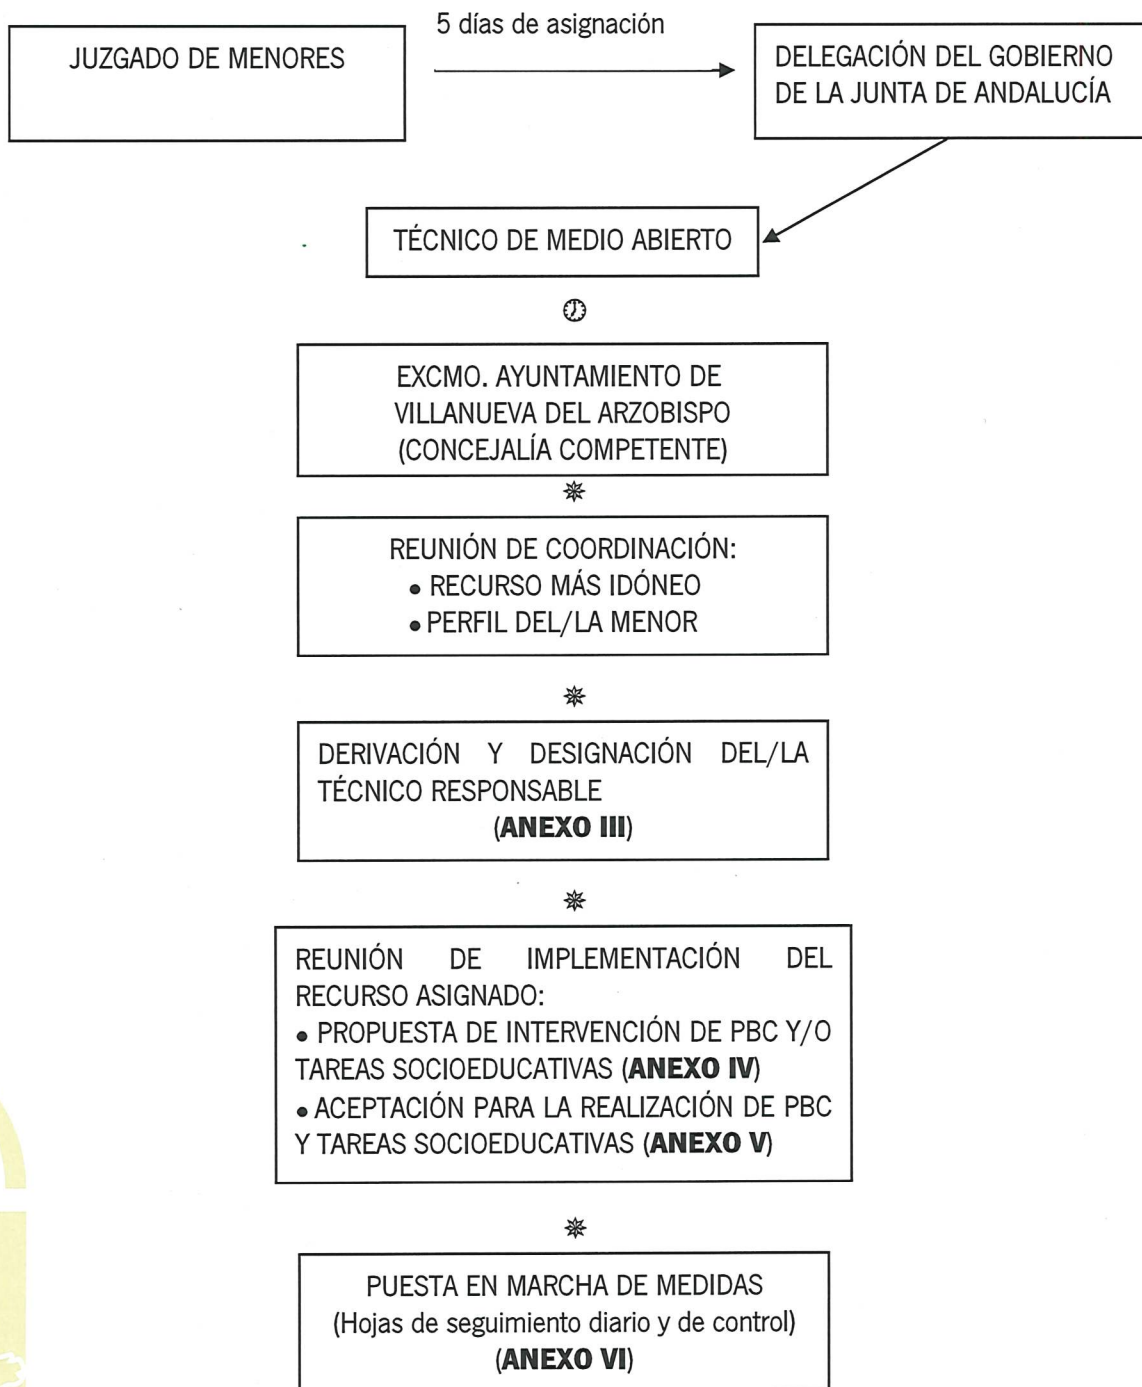 5 días de asignación
JUZGADO DE MENORES
DELEGACIÓN DEL GOBIERNO
DE LA JUNTA DE ANDALUCÍA
TÉCNICO DE MEDIO ABIERTO
EXCMO. AYUNTAMIENTO DE
VILLANUEVA DEL ARZOBISPO
(CONCEJALÍA COMPETENTE)
REUNIÓN DE COORDINACIÓN:
• RECURSO MÁS IDÓNEO
• PERFIL DEL/LA MENOR
DERIVACIÓN Y DESIGNACIÓN DEL/LA
TÉCNICO RESPONSABLE
(ANEXO III)
REUNIÓN DE IMPLEMENTACIÓN DEL
RECURSO ASIGNADO:
• PROPUESTA DE INTERVENCIÓN DE PBC Y/O
TAREAS SOCIOEDUCATIVAS (ANEXO IV)
• ACEPTACIÓN PARA LA REALIZACIÓN DE PBC
Y TAREAS SOCIOEDUCATIVAS (ANEXO V)
PUESTA EN MARCHA DE MEDIDAS
(Hojas de seguimiento diario y de control)
(ANEXO VI)